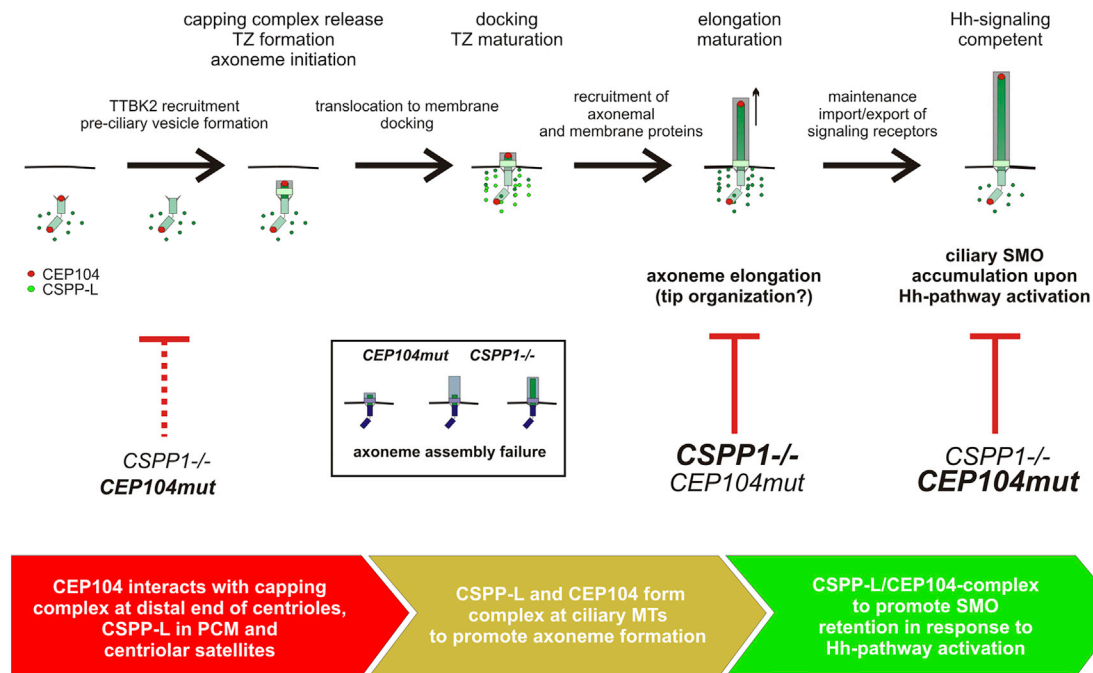 capping complex release
TZ formation
axoneme initiation
docking
TZ maturation
elongation
maturation
Hh-signaling
competent
TTBK2 recruitment
pre-ciliary vesicle formation
translocation to membrane
docking
recruitment of
axonemal
and membrane proteins
maintenance
import/export of
signaling receptors
CEP104
CSPP-L
axoneme elongation
(tip organization?)
ciliary SMO
accumulation upon
Hh-pathway activation
CEP104mut CSPP1-/-
axoneme assembly failure
CSPP1-/-
CEP104mut
CSPP1-/-
CEP104mut
CSPP1-/-
CEP104mut
CEP104 interacts with capping
complex at distal end of centrioles,
CSPP-L in PCM and
centriolar satellites
CSPP-L and CEP104 form
complex at ciliary MTs
to promote axoneme formation
CSPP-L/CEP104-complex
to promote SMO
retention in response to
Hh-pathway activation